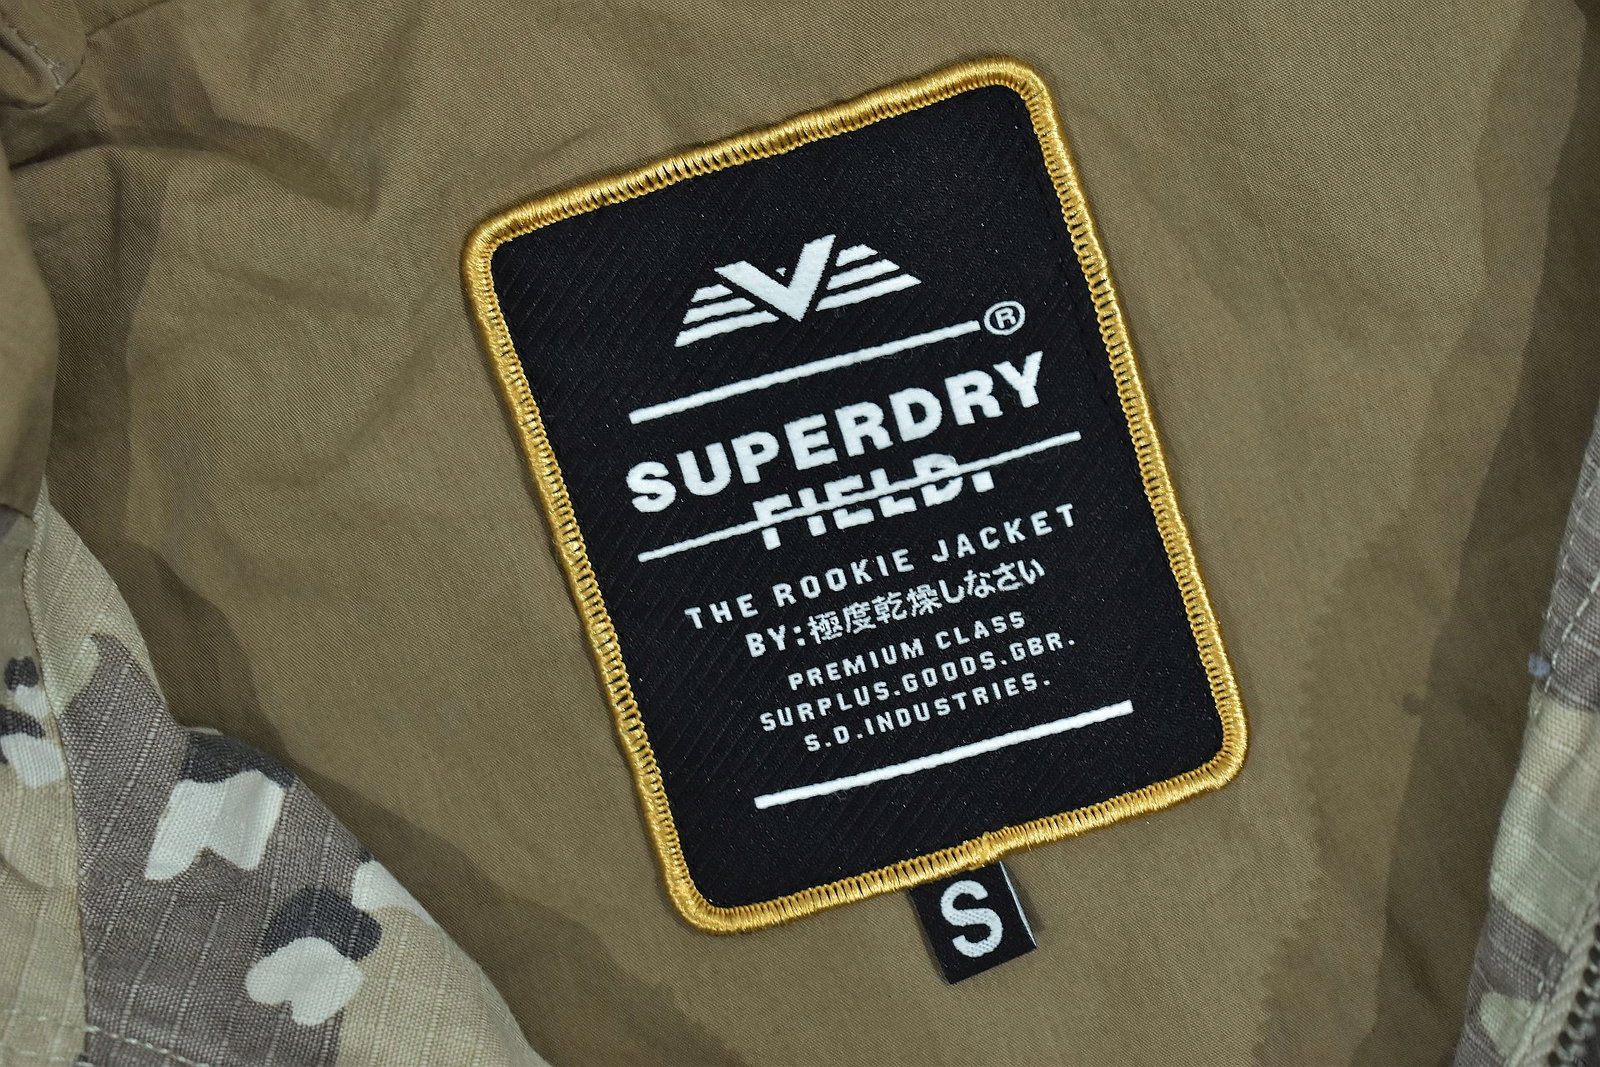 ®
SUPERDRY
FIELD.
THE ROOKIE JACKET
BY:極度乾燥しなさい
PREMIUM CLASS
SURPLUS.GOODS.GBR.
S.D.INDUSTRIES.
S